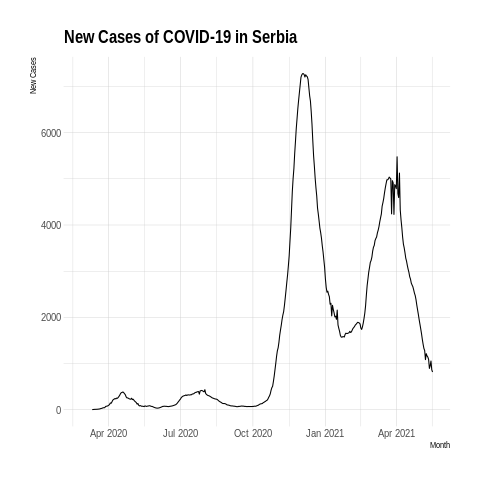 New Cases of COVID-19 in Serbia
New Cases
6000
4000
2000
0
Apr 2020 Jul 2020 Oct 2020 Jan 2021 Apr 2021
Month